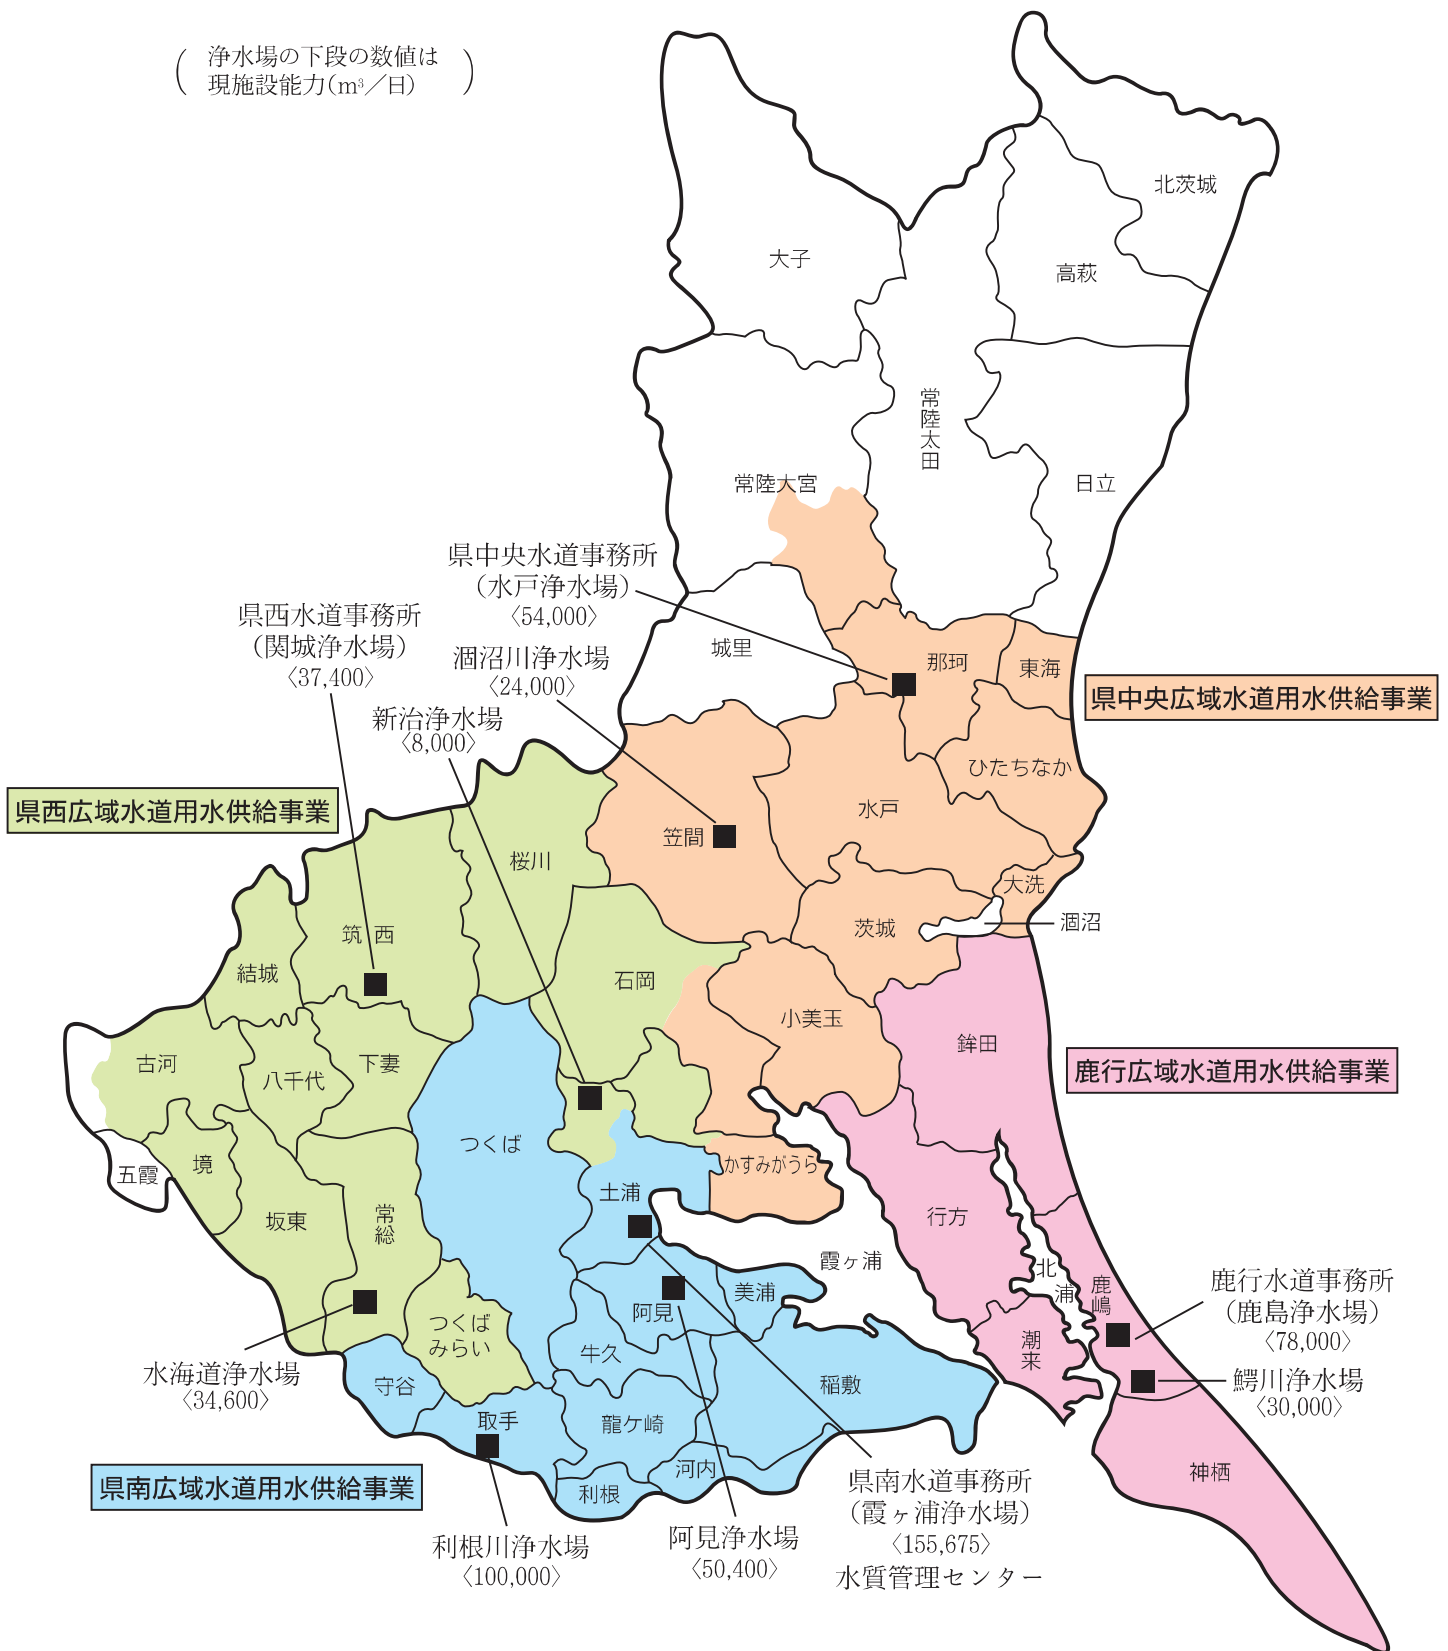 浄水場の下段の数値は
現施設能力(m³／日)
北茨城
大子
高萩
常陸太田
常陸大宮
日立
県中央水道事務所
（水戸浄水場）
〈54,000〉
県西水道事務所
（関城浄水場）
〈37,400〉
涸沼川浄水場
〈24,000〉
新治浄水場
〈8,000〉
城里
那珂
東海
県中央広域水道用水供給事業
ひたちなか
水戸
笠間
県西広域水道用水供給事業
桜川
大洗
涸沼
茨城
筑西
結城
石岡
小美玉
鉾田
鹿行広域水道用水供給事業
古河
八千代
下妻
つくば
五霞
境
かすみがうら
土浦
坂東
常総
行方
霞ヶ浦
北浦
鹿嶋
鹿行水道事務所
（鹿島浄水場）
〈78,000〉
美浦
阿見
つくば
みらい
牛久
潮来
水海道浄水場
〈34,600〉
守谷
稲敷
鰐川浄水場
〈30,000〉
取手
龍ケ崎
河内
神栖
県南広域水道用水供給事業
利根
利根川浄水場
〈100,000〉
阿見浄水場
〈50,400〉
県南水道事務所
（霞ヶ浦浄水場）
〈155,675〉
水質管理センター